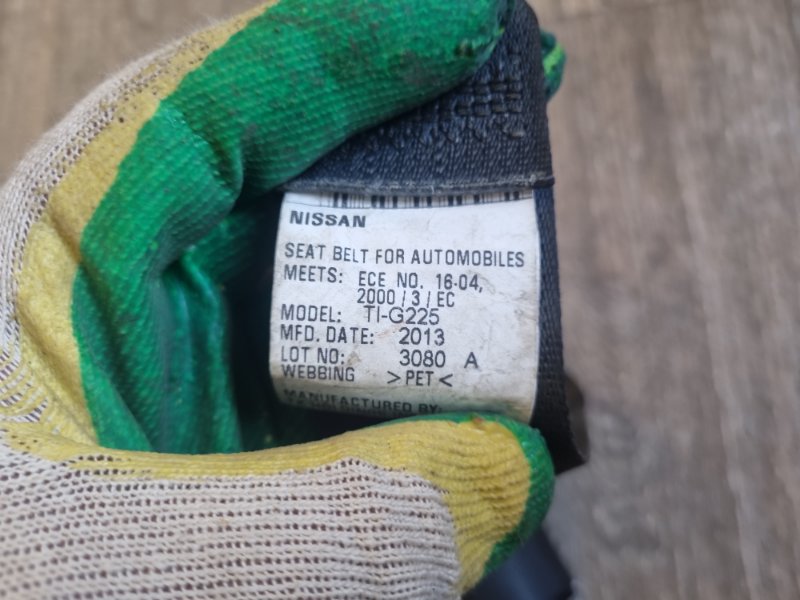 NISSAN
SEAT BELT FOR AUTOMOBILES
MEETS: ECE NO. 16-04,
2000/3/EC
MODEL: TI-G225
MFD. DATE: 2013
LOT NO: 3080 A
WEBBING >PET<
MANUFACTURED BY: